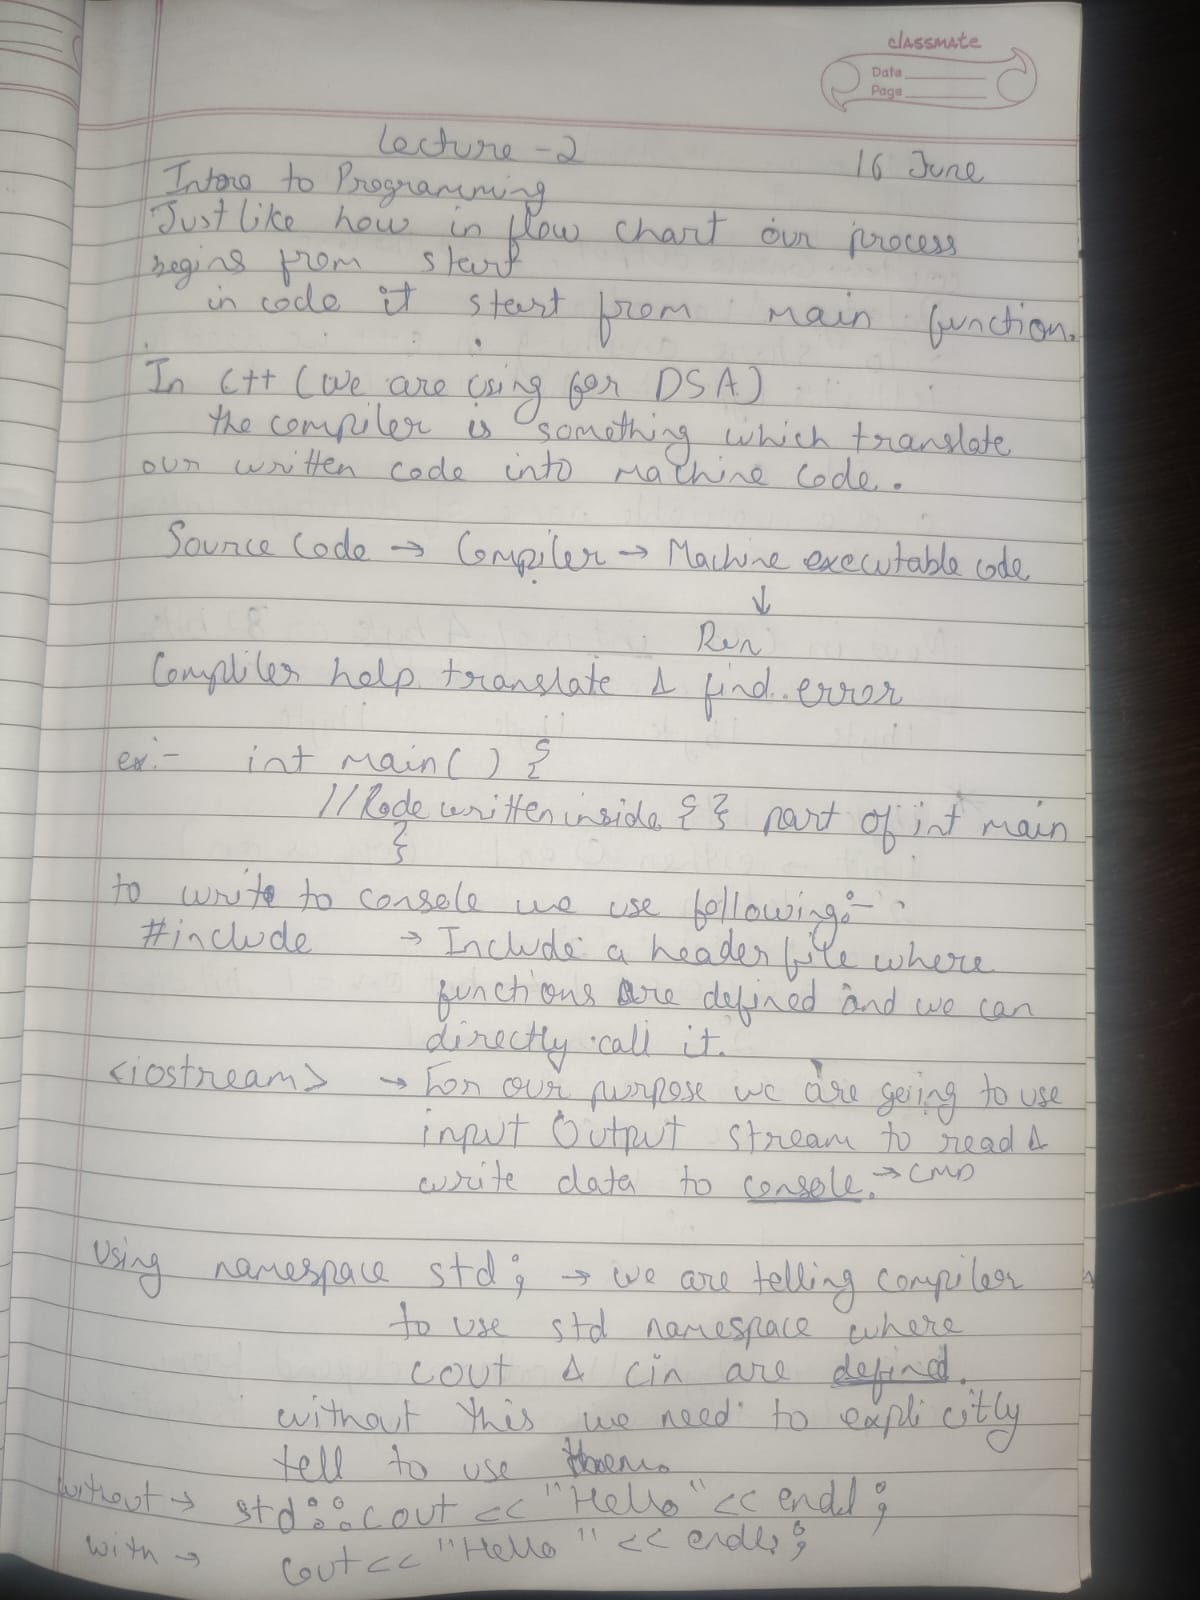 classmate
Date
Page
Lecture - 2
16 June
Intro to Programming
Just like how in flow chart our process
begins from start
in code it start from main function.
In C++ (we are using for DSA)
the compiler is something which translate
our written code into Machine Code.
Source Code → Compiler → Machine executable code
↓
Run
Compliler help translate & find error
ex:- int main() {
//Code written inside { } part of int main
}
to write to console we use following:-
#include → Include a header file where
functions are defined and we can
directly call it.
<iostream> → For our purpose we are going to use
input Output stream to read &
write data to console. → CMD
Using namespace std; → we are telling compiler
to use std namespace where
cout & cin are defined.
without this we need to explicitly
tell to use them.
without → std::cout << "Hello" << endl;
with → cout << "Hello" << endl;